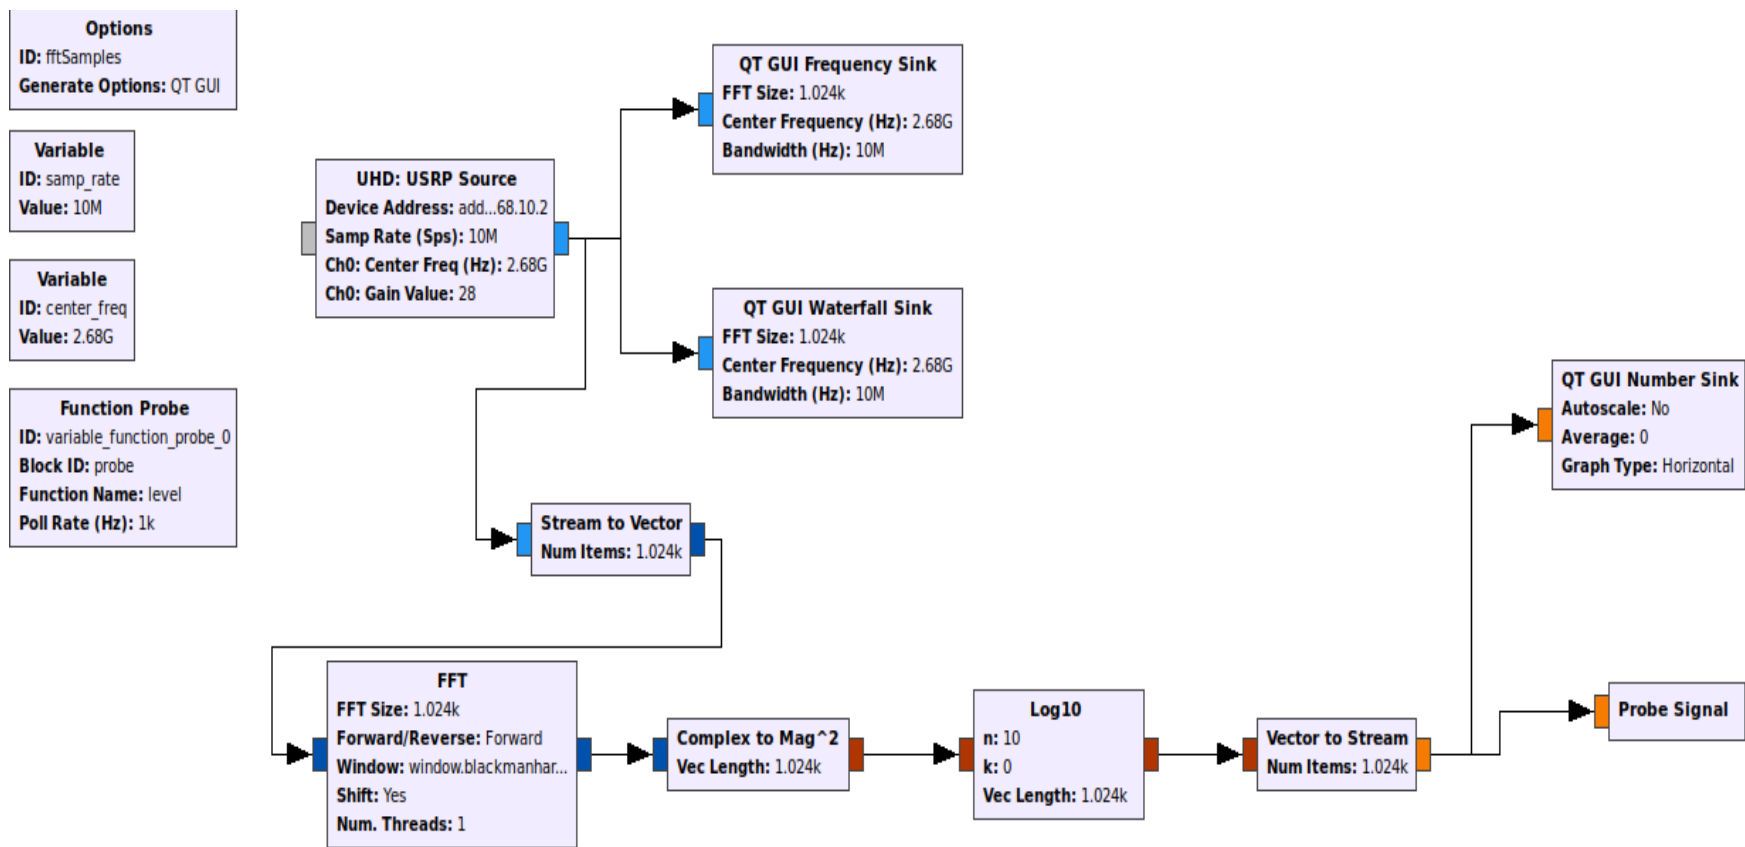 Options
ID: fftSamples
Generate Options: QT GUI
Variable
ID: samp_rate
Value: 10M
Variable
ID: center_freq
Value: 2.68G
Function Probe
ID: variable_function_probe_0
Block ID: probe
Function Name: level
Poll Rate (Hz): 1k
UHD: USRP Source
Device Address: add...68.10.2
Samp Rate (Sps): 10M
Ch0: Center Freq (Hz): 2.68G
Ch0: Gain Value: 28
QT GUI Frequency Sink
FFT Size: 1.024k
Center Frequency (Hz): 2.68G
Bandwidth (Hz): 10M
QT GUI Waterfall Sink
FFT Size: 1.024k
Center Frequency (Hz): 2.68G
Bandwidth (Hz): 10M
Stream to Vector
Num Items: 1.024k
FFT
FFT Size: 1.024k
Forward/Reverse: Forward
Window: window.blackmanhar...
Shift: Yes
Num. Threads: 1
Complex to Mag^2
Vec Length: 1.024k
Log10
n: 10
k: 0
Vec Length: 1.024k
Vector to Stream
Num Items: 1.024k
QT GUI Number Sink
Autoscale: No
Average: 0
Graph Type: Horizontal
Probe Signal